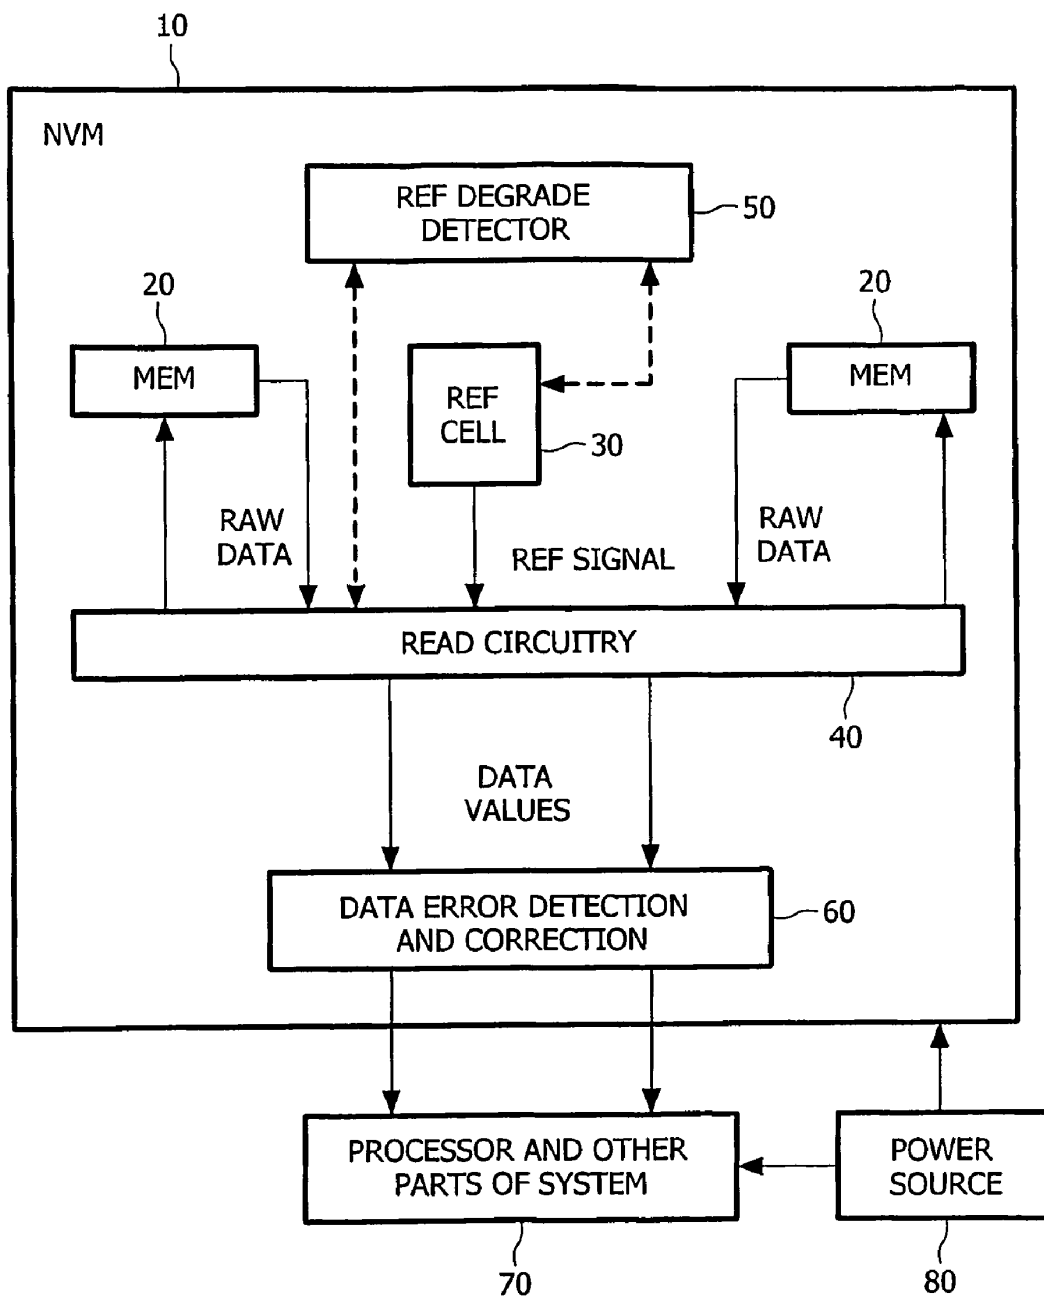 10
NVM
REF DEGRADE
DETECTOR
50
20
20
MEM
MEM
REF
CELL
30
RAW
DATA
RAW
DATA
REF SIGNAL
READ CIRCUITRY
40
DATA
VALUES
DATA ERROR DETECTION
AND CORRECTION
60
PROCESSOR AND OTHER
PARTS OF SYSTEM
POWER
SOURCE
70
80